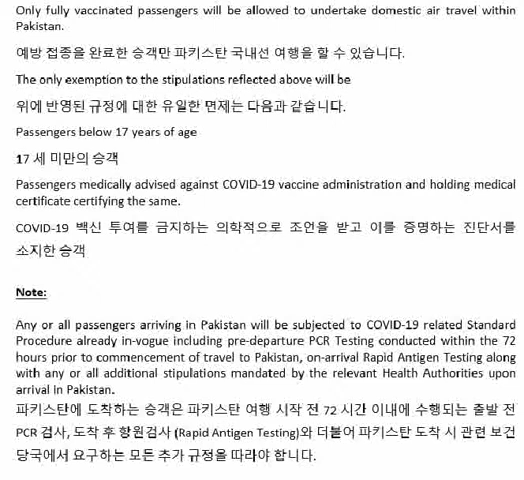 Only fully vaccinated passengers will be allowed to undertake domestic air travel within
Pakistan.
예방 접종을 완료한 승객만 파키스탄 국내선 여행을 할 수 있습니다.
The only exemption to the stipulations reflected above will be
위에 반영된 규정에 대한 유일한 면제는 다음과 같습니다.
Passengers below 17 years of age
17 세 미만의 승객
Passengers medically advised against COVID-19 vaccine administration and holding medical
certificate certifying the same.
COVID-19 백신 투여를 금지하는 의학적으로 조언을 받고 이를 증명하는 진단서를
소지한 승객
Note:
Any or all passengers arriving in Pakistan will be subjected to COVID-19 related Standard
Procedure already in-vogue including pre-departure PCR Testing conducted within the 72
hours prior to commencement of travel to Pakistan, on-arrival Rapid Antigen Testing along
with any or all additional stipulations mandated by the relevant Health Authorities upon
arrival in Pakistan.
파키스탄에 도착하는 승객은 파키스탄 여행 시작 전 72 시간 이내에 수행되는 출발 전
PCR 검사, 도착 후 항원검사 (Rapid Antigen Testing)와 더불어 파키스탄 도착 시 관련 보건
당국에서 요구하는 모든 추가 규정을 따라야 합니다.